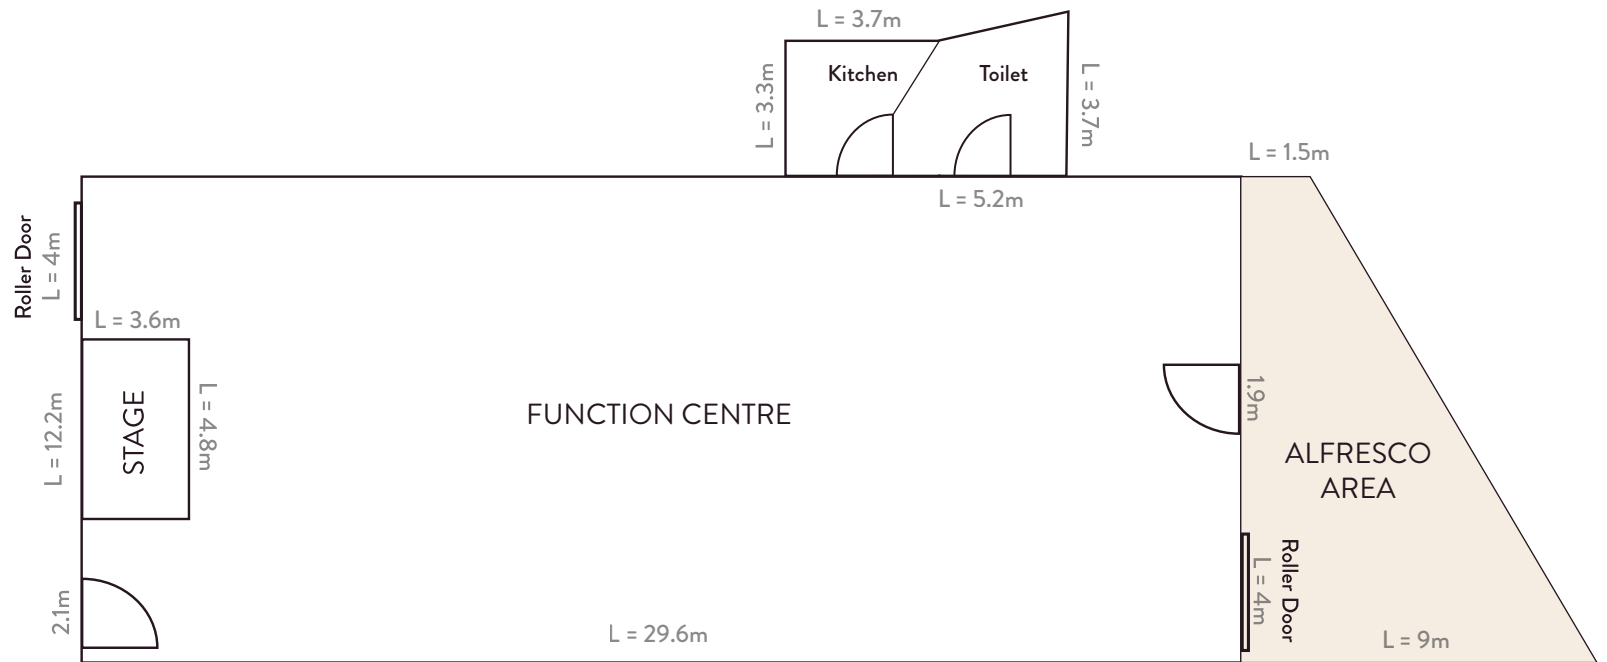 L = 3.7m
Kitchen
Toilet
L = 3.3m
L = 3.7m
L = 1.5m
L = 5.2m
Roller Door
L = 4m
L = 3.6m
STAGE
L = 4.8m
L = 12.2m
FUNCTION CENTRE
1.9m
ALFRESCO
AREA
Roller Door
L = 4m
2.1m
L = 29.6m
L = 9m